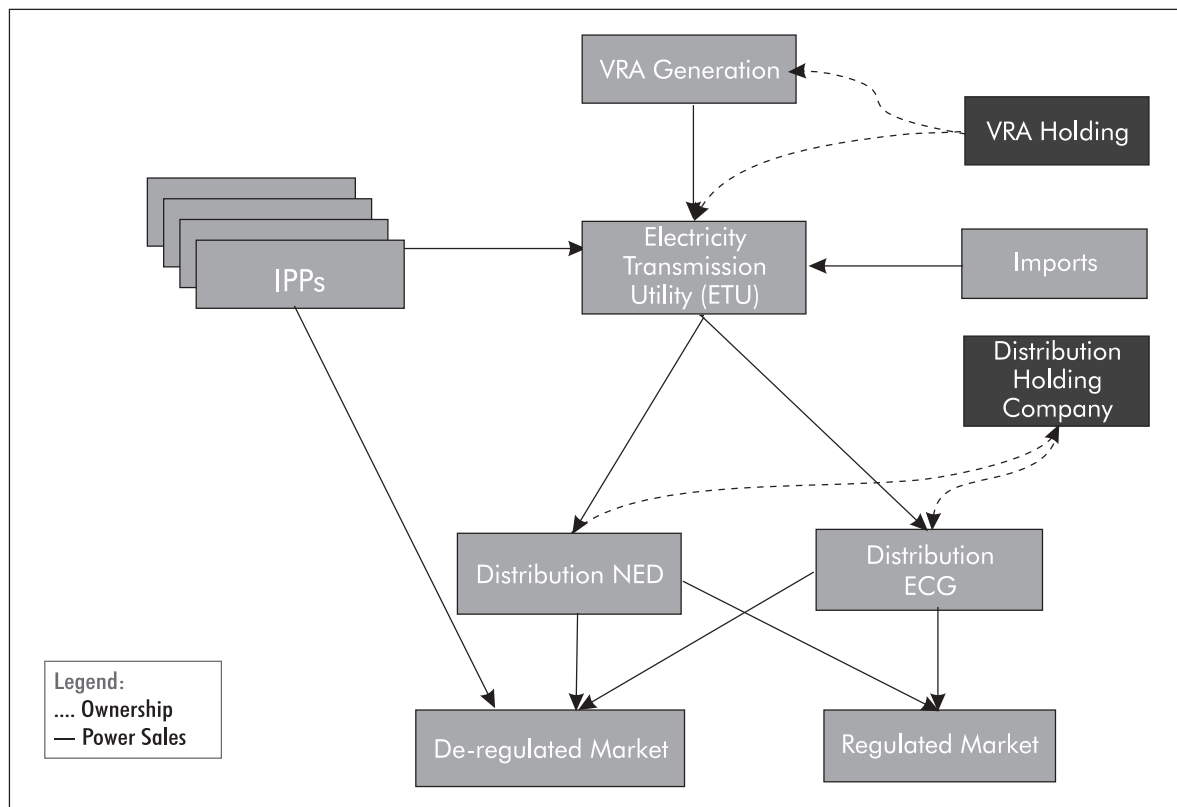 VRA Generation
VRA Holding
Electricity
Transmission
Utility (ETU)
Imports
IPPs
Distribution
Holding
Company
Distribution NED
Distribution
ECG
Legend:
.... Ownership
— Power Sales
De-regulated Market
Regulated Market